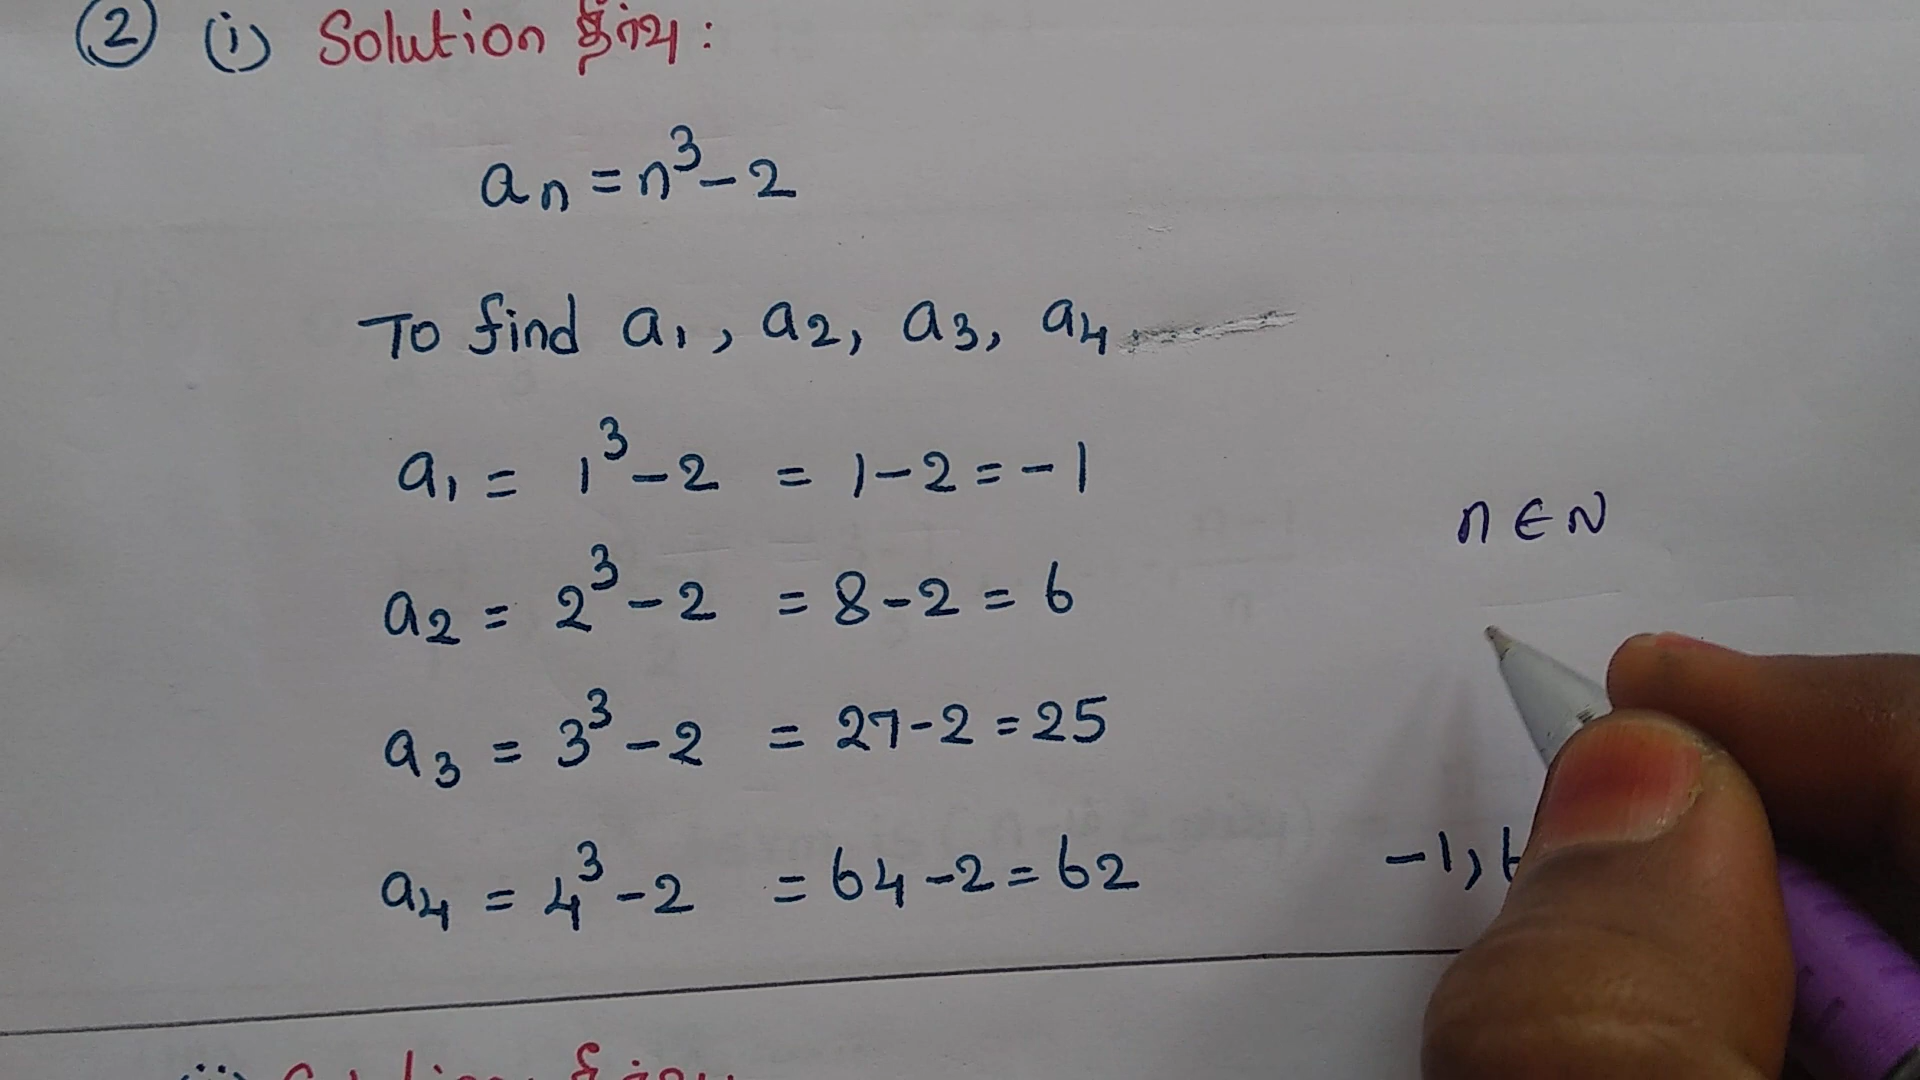 ② (i) Solution தீர்வு :
aₙ = n³ - 2
To find a₁, a₂, a₃, a₄
a₁ = 1³ - 2 = 1 - 2 = -1
n ∈ N
a₂ = 2³ - 2 = 8 - 2 = 6
a₃ = 3³ - 2 = 27 - 2 = 25
a₄ = 4³ - 2 = 64 - 2 = 62
-1, 6